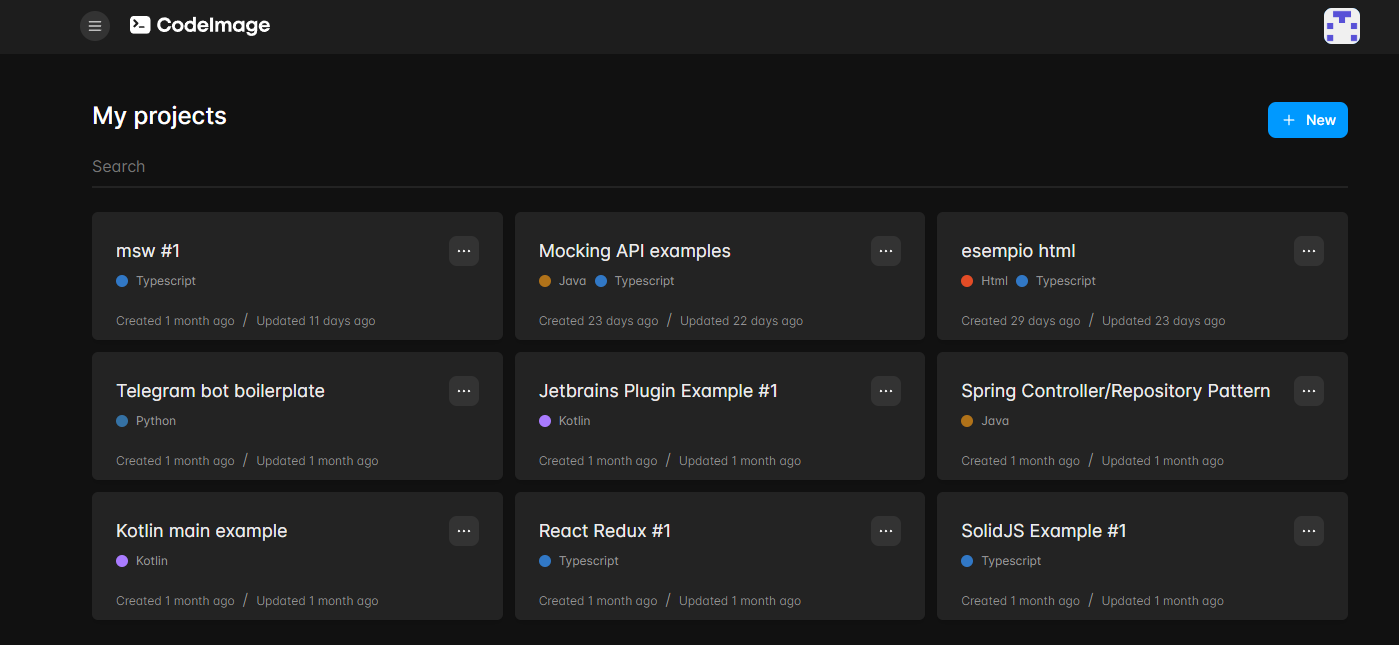 CodeImage
My projects
+ New
Search
msw #1
Typescript
Created 1 month ago / Updated 11 days ago
Mocking API examples
Java Typescript
Created 23 days ago / Updated 22 days ago
esempio html
Html Typescript
Created 29 days ago / Updated 23 days ago
Telegram bot boilerplate
Python
Created 1 month ago / Updated 1 month ago
Jetbrains Plugin Example #1
Kotlin
Created 1 month ago / Updated 1 month ago
Spring Controller/Repository Pattern
Java
Created 1 month ago / Updated 1 month ago
Kotlin main example
Kotlin
Created 1 month ago / Updated 1 month ago
React Redux #1
Typescript
Created 1 month ago / Updated 1 month ago
SolidJS Example #1
Typescript
Created 1 month ago / Updated 1 month ago